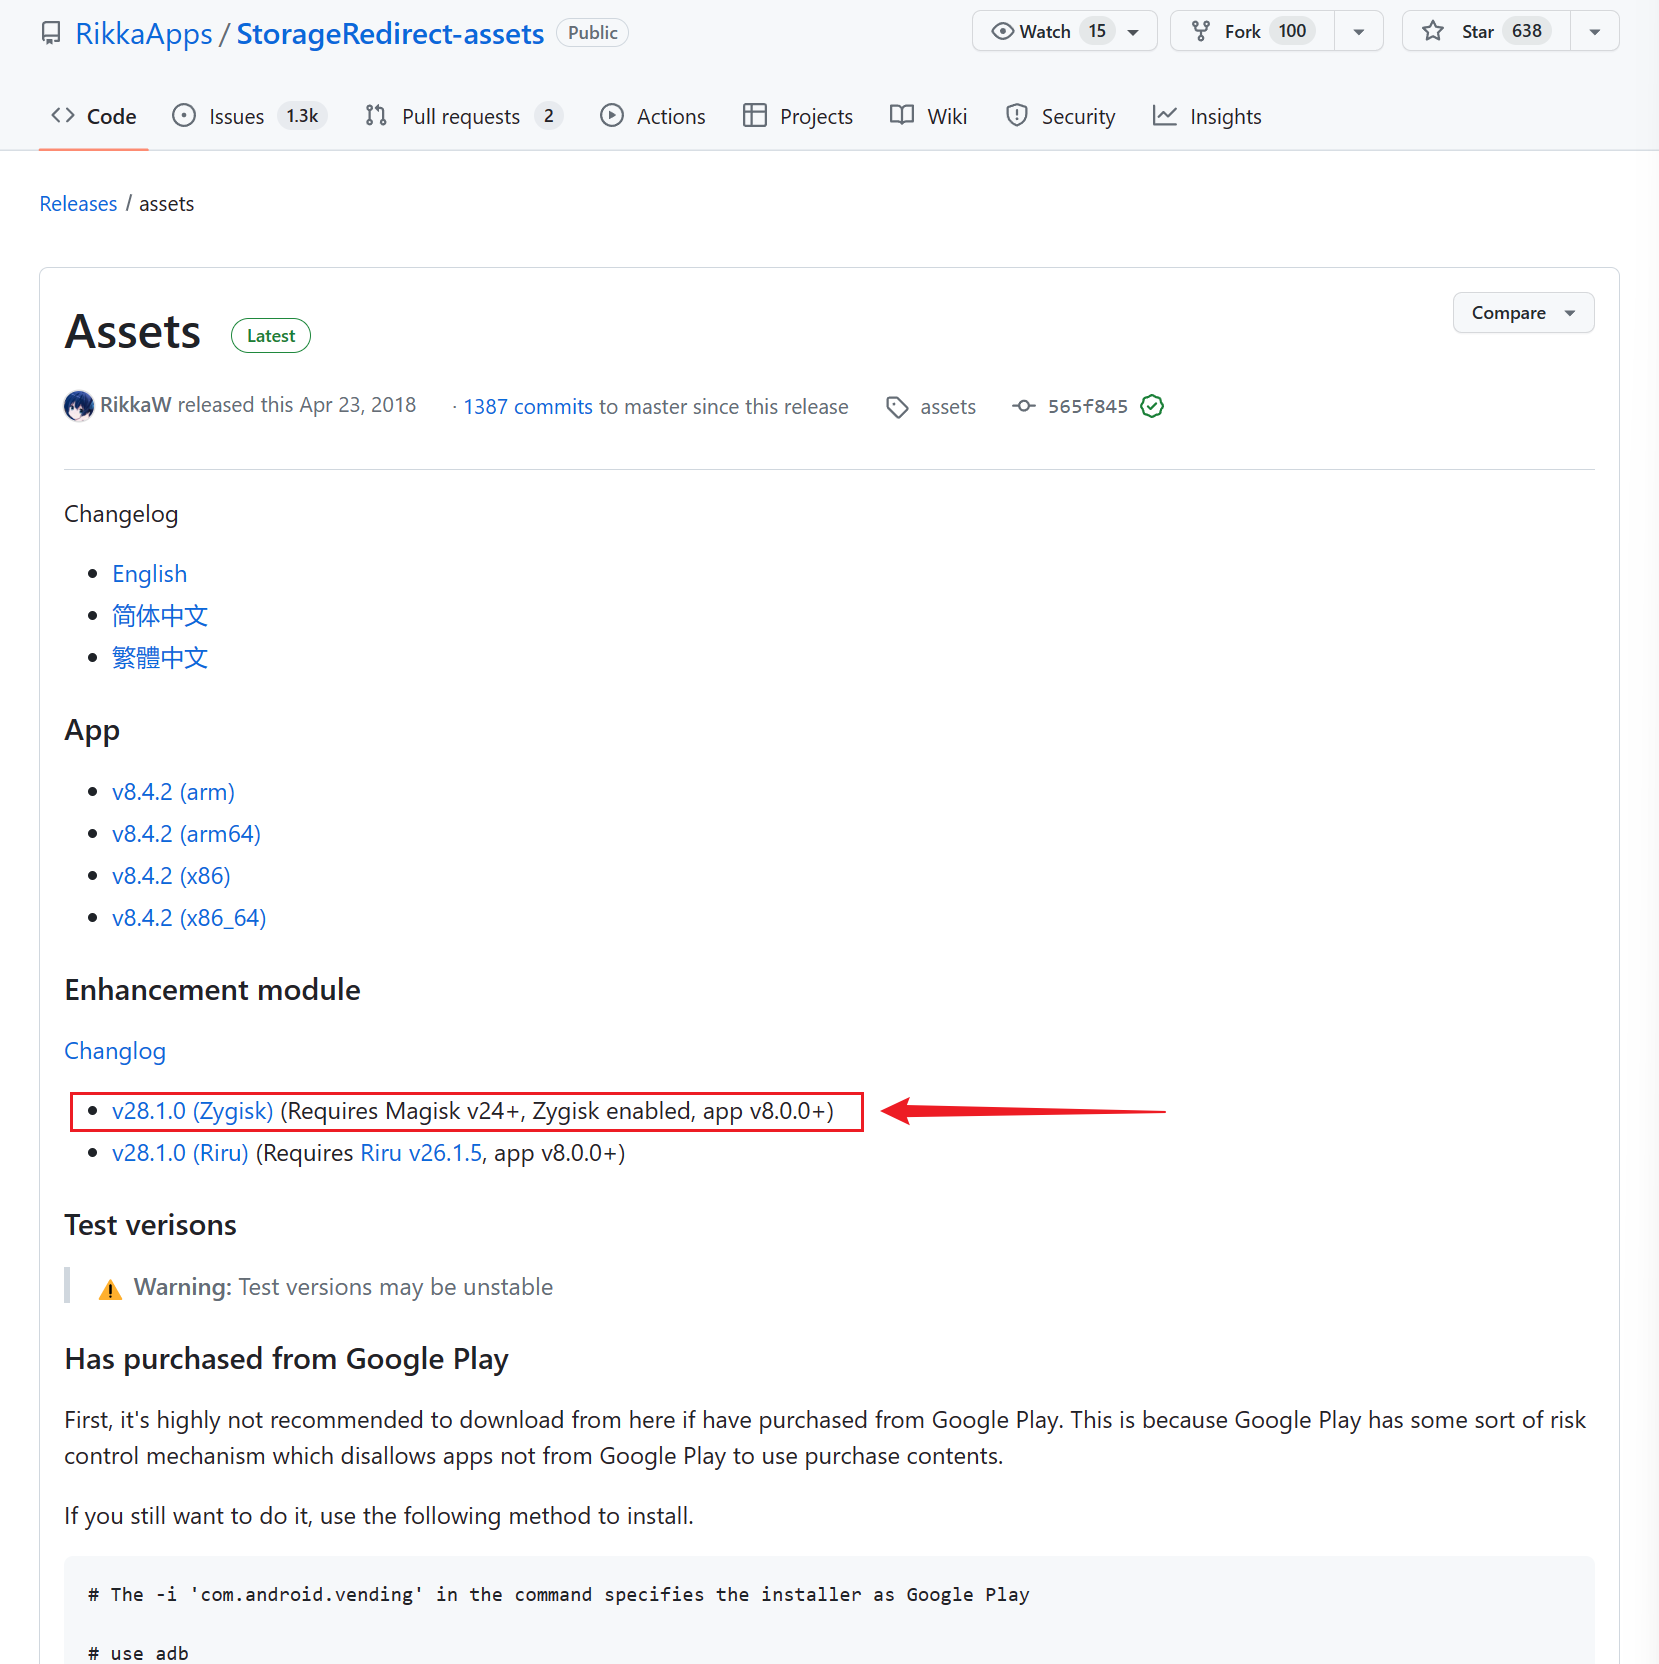 RikkaApps / StorageRedirect-assets Public
Watch 15 Fork 100 Star 638
Code Issues 1.3k Pull requests 2 Actions Projects Wiki Security Insights
Releases / assets
Assets Latest
Compare
RikkaW released this Apr 23, 2018 · 1387 commits to master since this release assets 565f845
Changelog
• English
• 简体中文
• 繁體中文
App
• v8.4.2 (arm)
• v8.4.2 (arm64)
• v8.4.2 (x86)
• v8.4.2 (x86_64)
Enhancement module
Changlog
• v28.1.0 (Zygisk) (Requires Magisk v24+, Zygisk enabled, app v8.0.0+)
• v28.1.0 (Riru) (Requires Riru v26.1.5, app v8.0.0+)
Test verisons
Warning: Test versions may be unstable
Has purchased from Google Play
First, it's highly not recommended to download from here if have purchased from Google Play. This is because Google Play has some sort of risk
control mechanism which disallows apps not from Google Play to use purchase contents.
If you still want to do it, use the following method to install.
# The -i 'com.android.vending' in the command specifies the installer as Google Play
# use adb